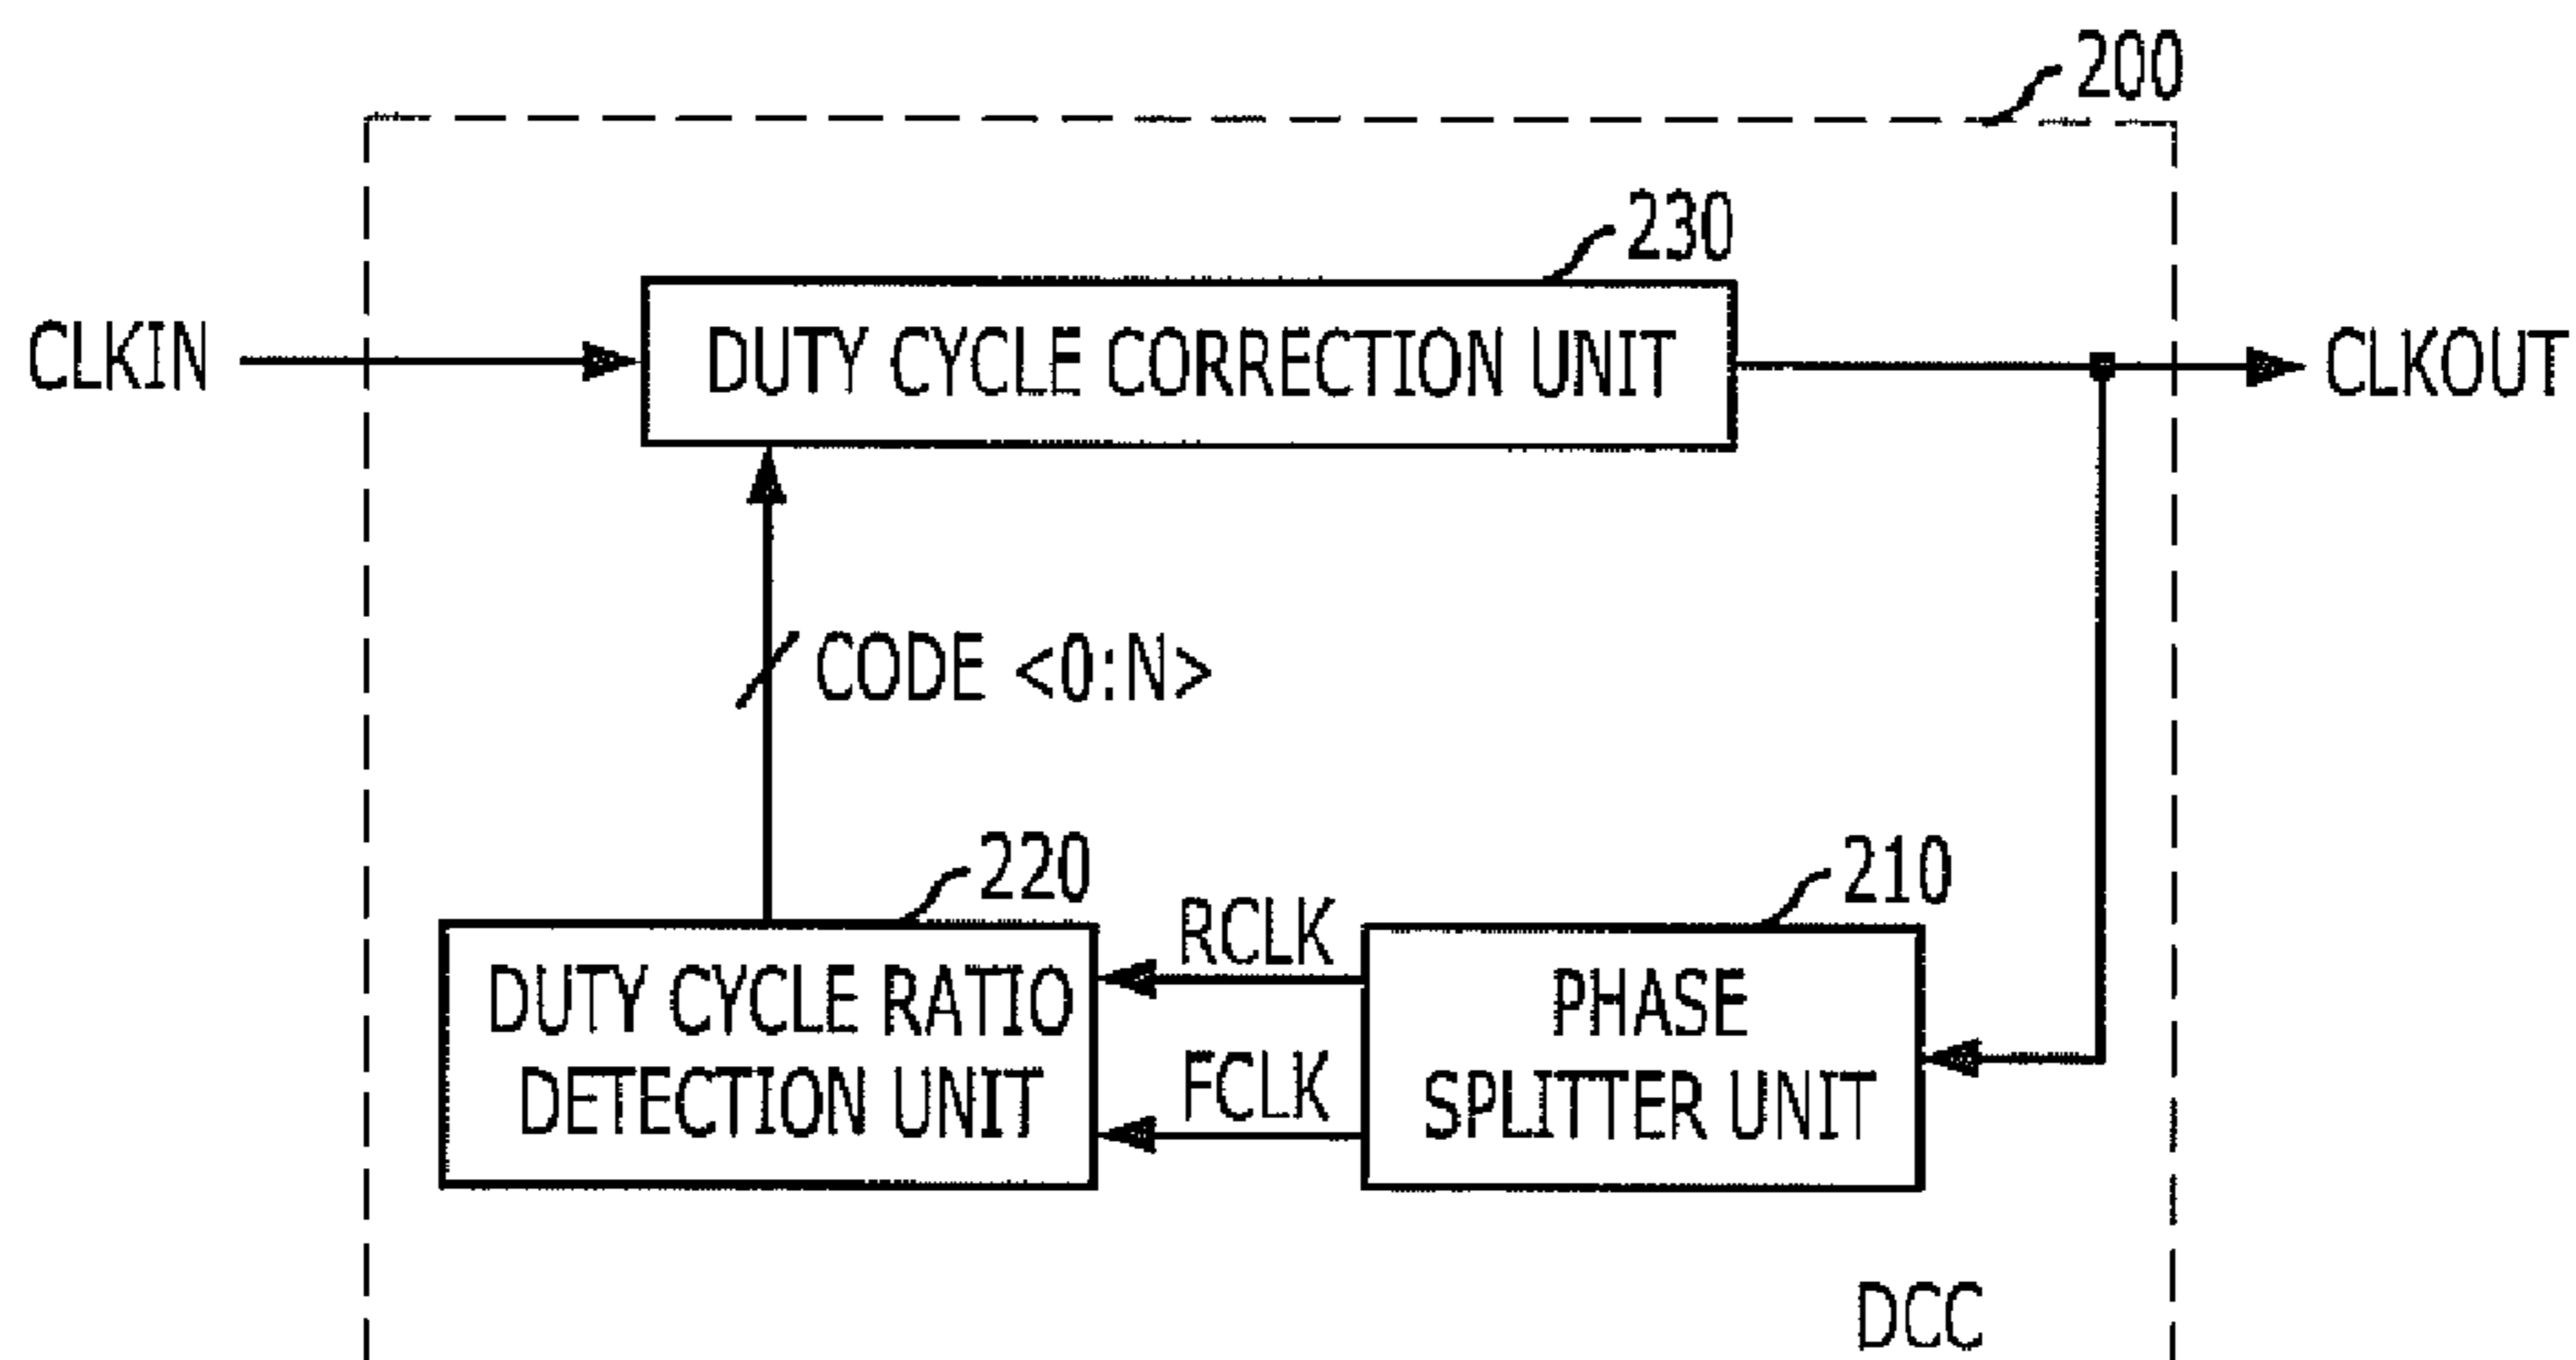 200
230
CLKIN
DUTY CYCLE CORRECTION UNIT
CLKOUT
CODE <0:N>
220
210
RCLK
DUTY CYCLE RATIO
DETECTION UNIT
PHASE
SPLITTER UNIT
FCLK
DCC